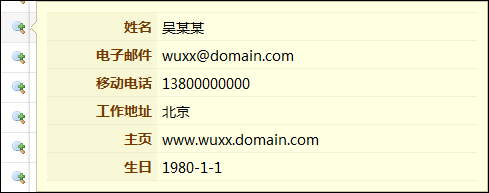 姓名 吴某某
电子邮件 wuxx@domain.com
移动电话 13800000000
工作地址 北京
主页 www.wuxx.domain.com
生日 1980-1-1